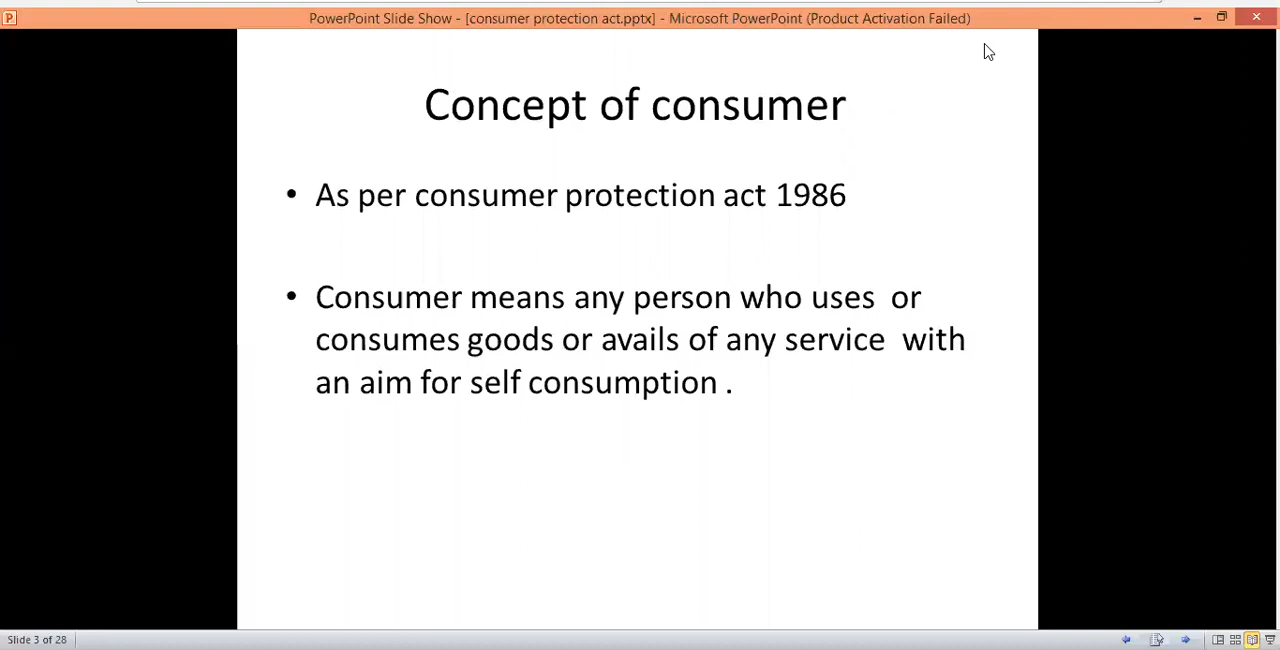 PowerPoint Slide Show - [consumer protection act.pptx] - Microsoft PowerPoint (Product Activation Failed)
Concept of consumer
• As per consumer protection act 1986
• Consumer means any person who uses  or
consumes goods or avails of any service  with
an aim for self consumption .
Slide 3 of 28